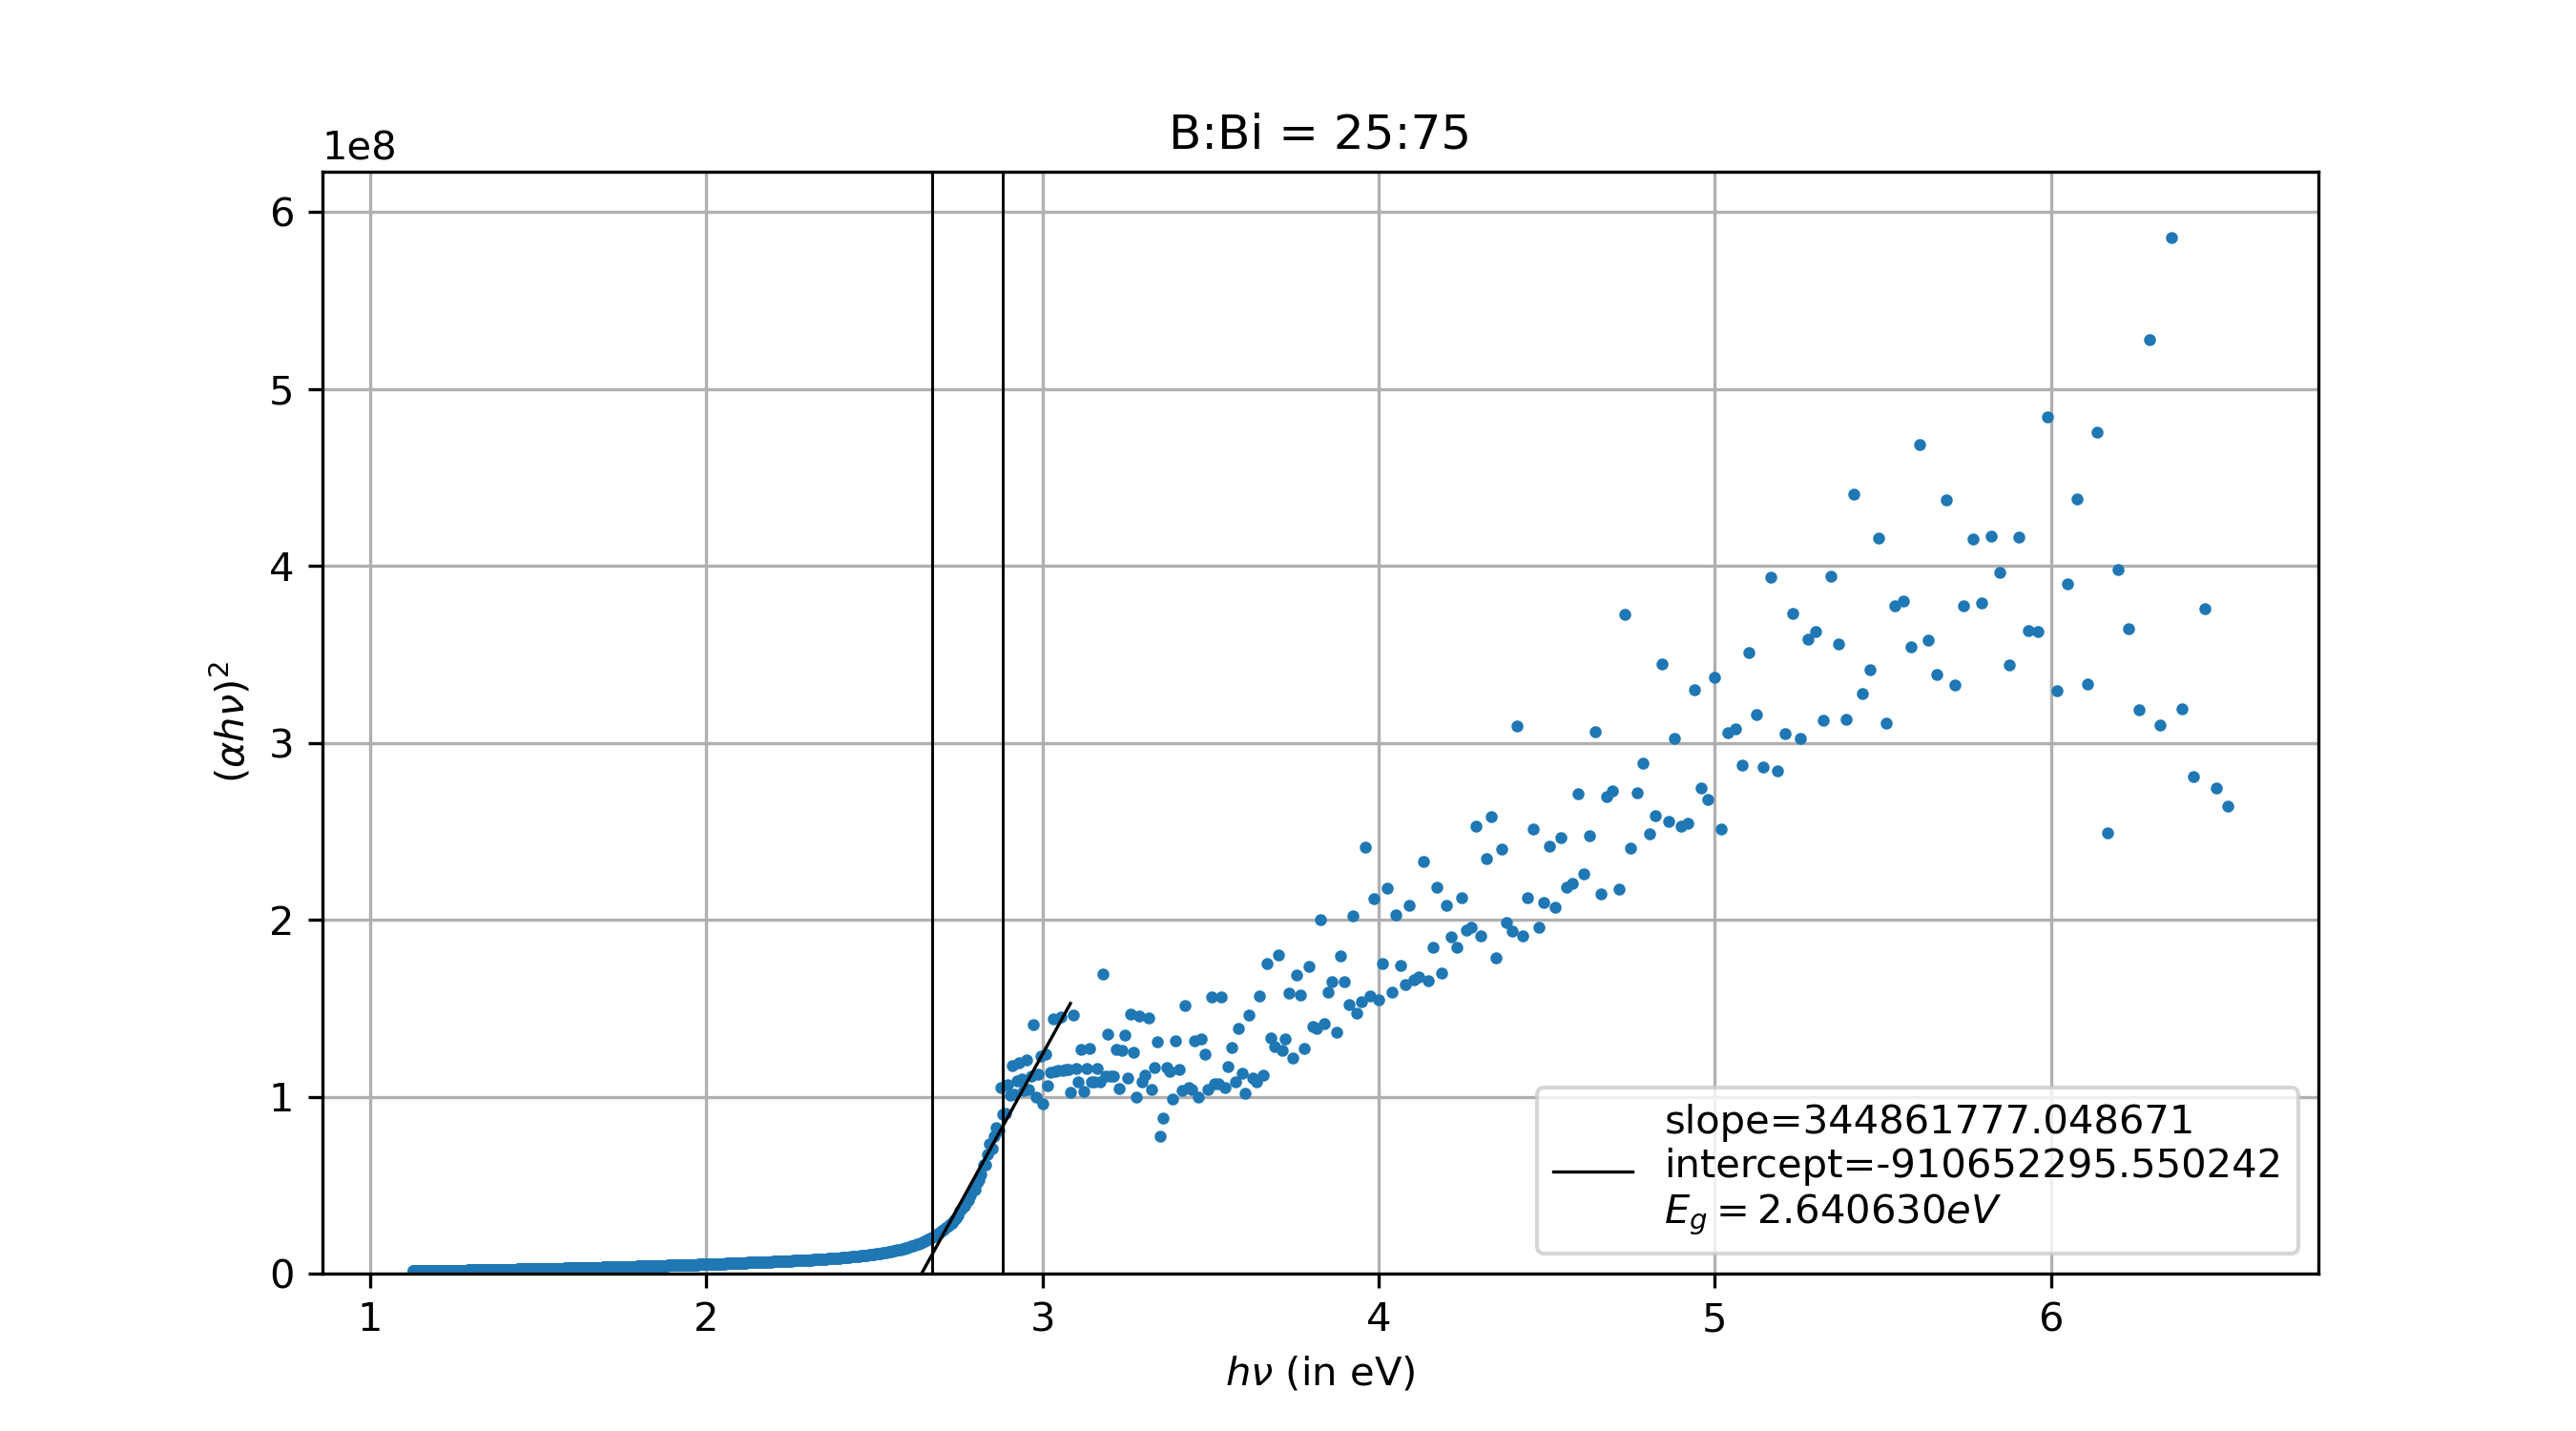 B:Bi = 25:75
1e8
6
5
4
3
2
1
0
(αhν)²
1 2 3 4 5 6
hν (in eV)
slope=344861777.048671
intercept=-910652295.550242
E_g = 2.640630eV